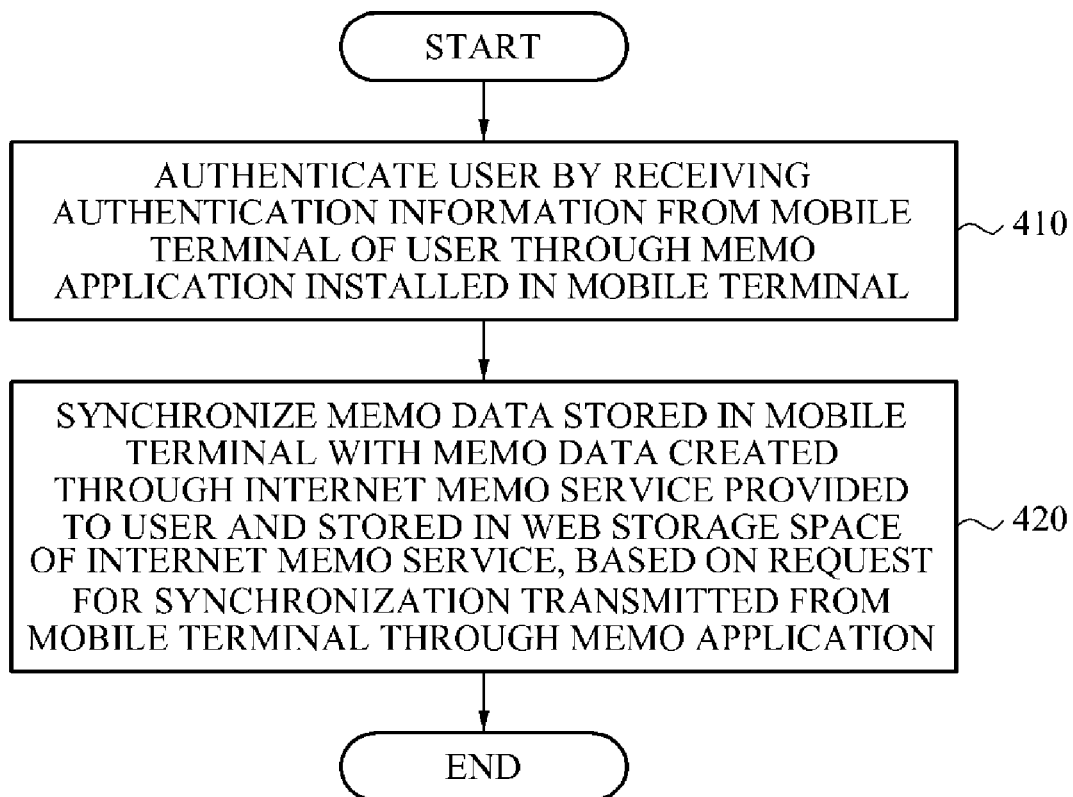 START
AUTHENTICATE USER BY RECEIVING
AUTHENTICATION INFORMATION FROM MOBILE
TERMINAL OF USER THROUGH MEMO
APPLICATION INSTALLED IN MOBILE TERMINAL
410
SYNCHRONIZE MEMO DATA STORED IN MOBILE
TERMINAL WITH MEMO DATA CREATED
THROUGH INTERNET MEMO SERVICE PROVIDED
TO USER AND STORED IN WEB STORAGE SPACE
OF INTERNET MEMO SERVICE, BASED ON REQUEST
FOR SYNCHRONIZATION TRANSMITTED FROM
MOBILE TERMINAL THROUGH MEMO APPLICATION
420
END